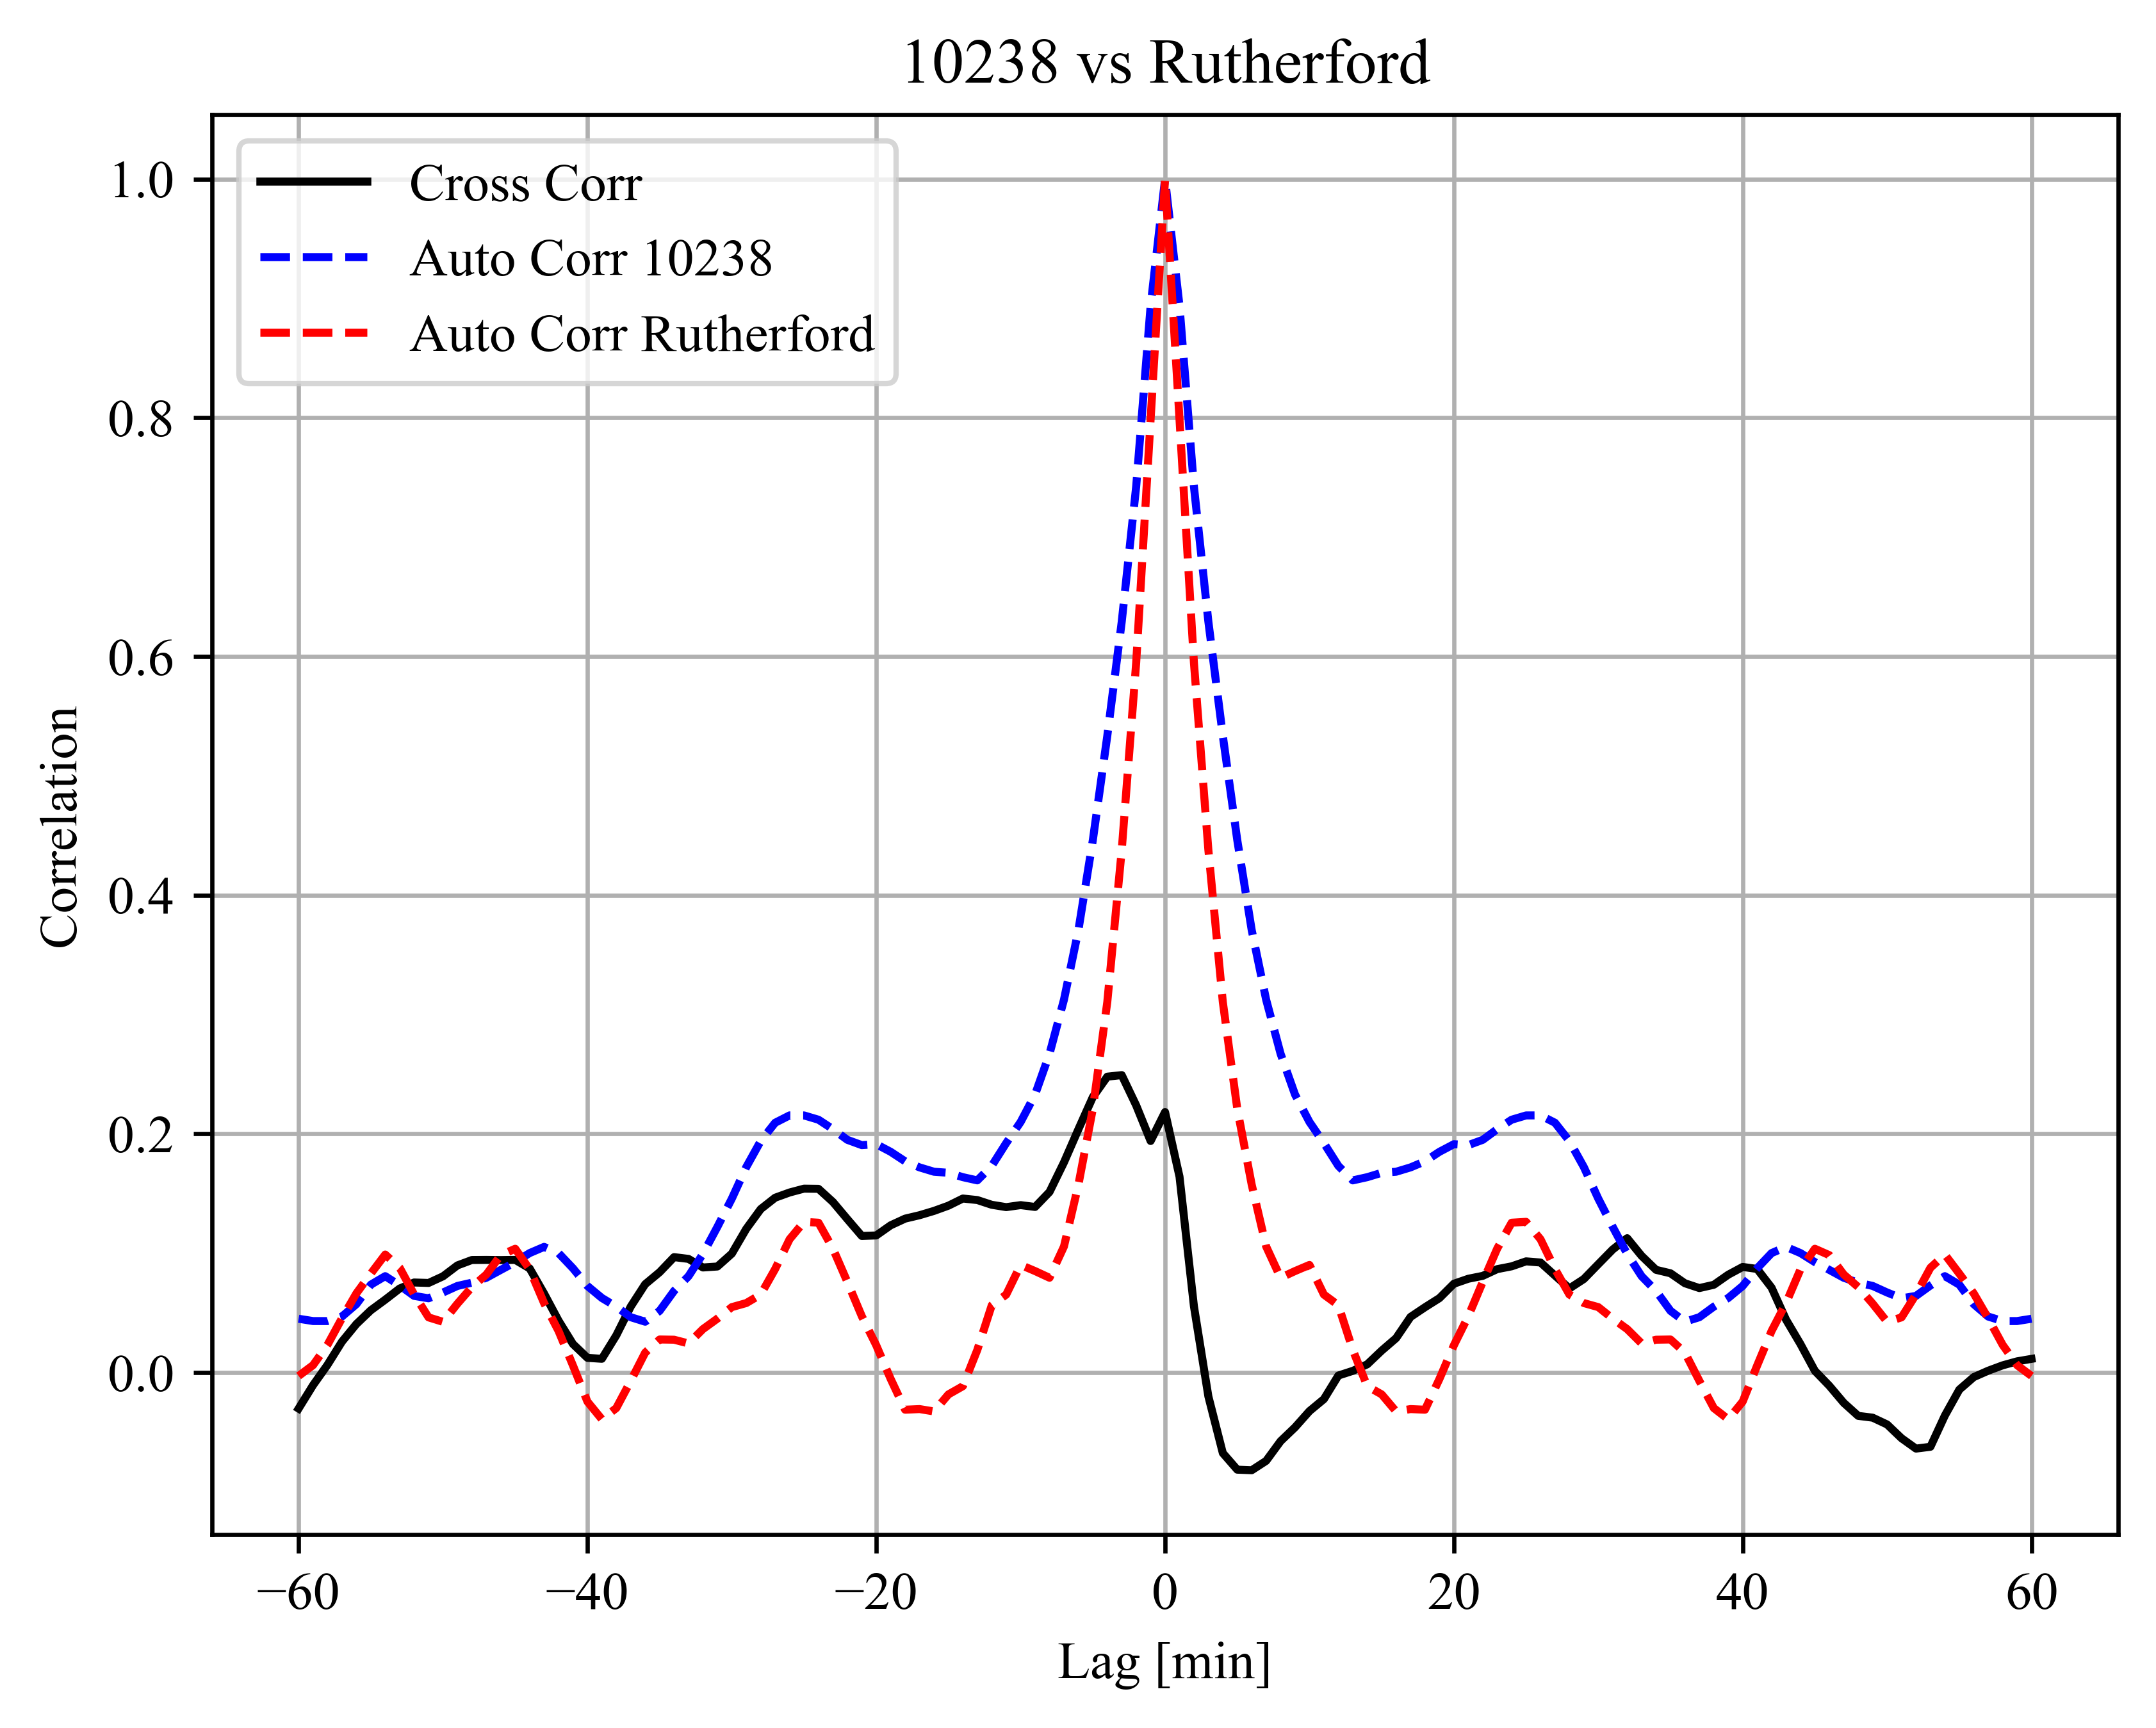 10238 vs Rutherford
Cross Corr
Auto Corr 10238
Auto Corr Rutherford
1.0
0.8
0.6
0.4
0.2
0.0
Correlation
−60 −40 −20 0 20 40 60
Lag [min]